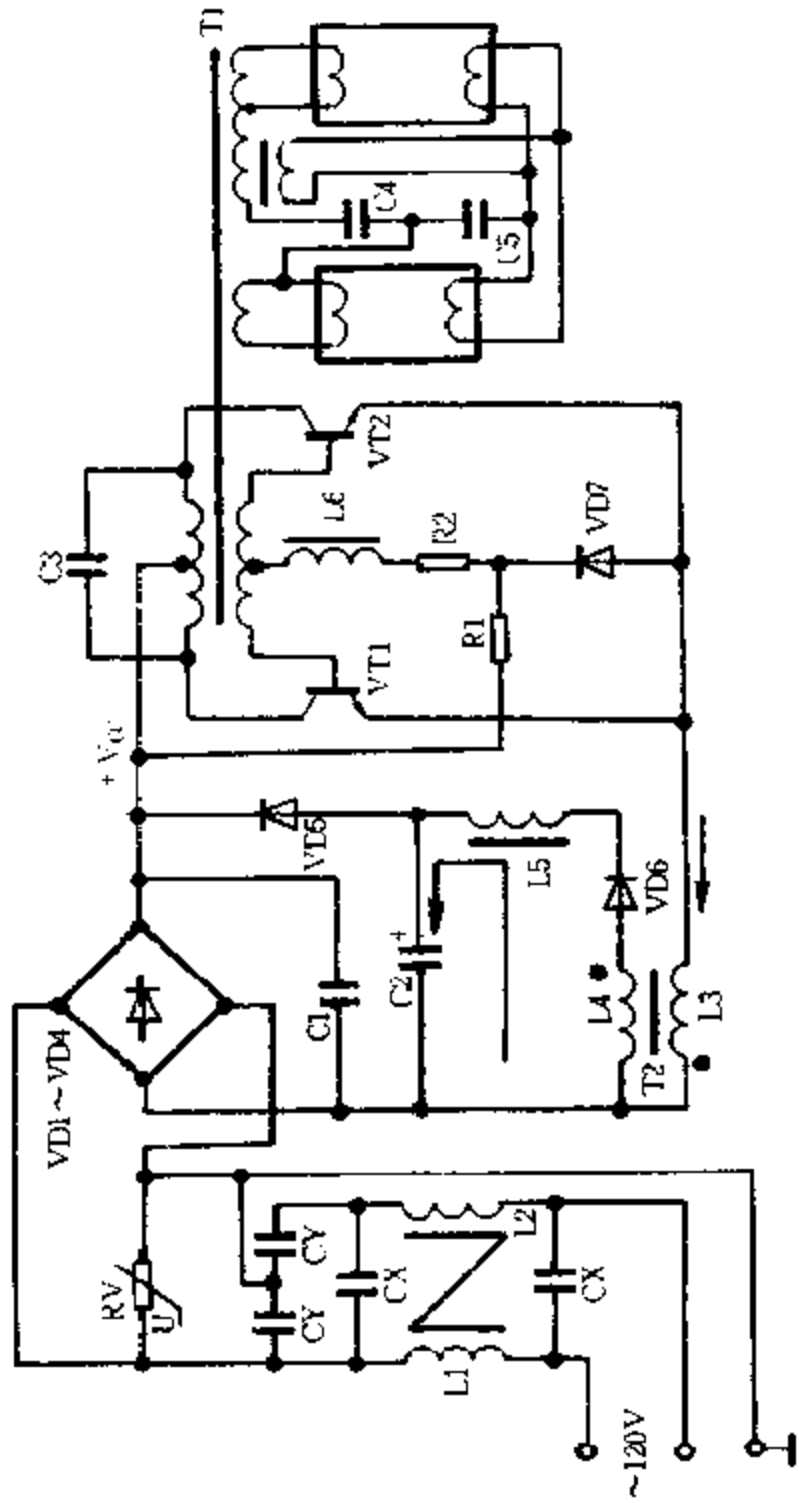 T1
C4
C5
C3
VT2
L6
R2
VD7
VT1
R1
+ Vcc
VD5
L5
VD6
C2
+
C1
L4
T2
L3
VD1～VD4
RV
U
CY
CY
CX
L2
CX
L1
～120V